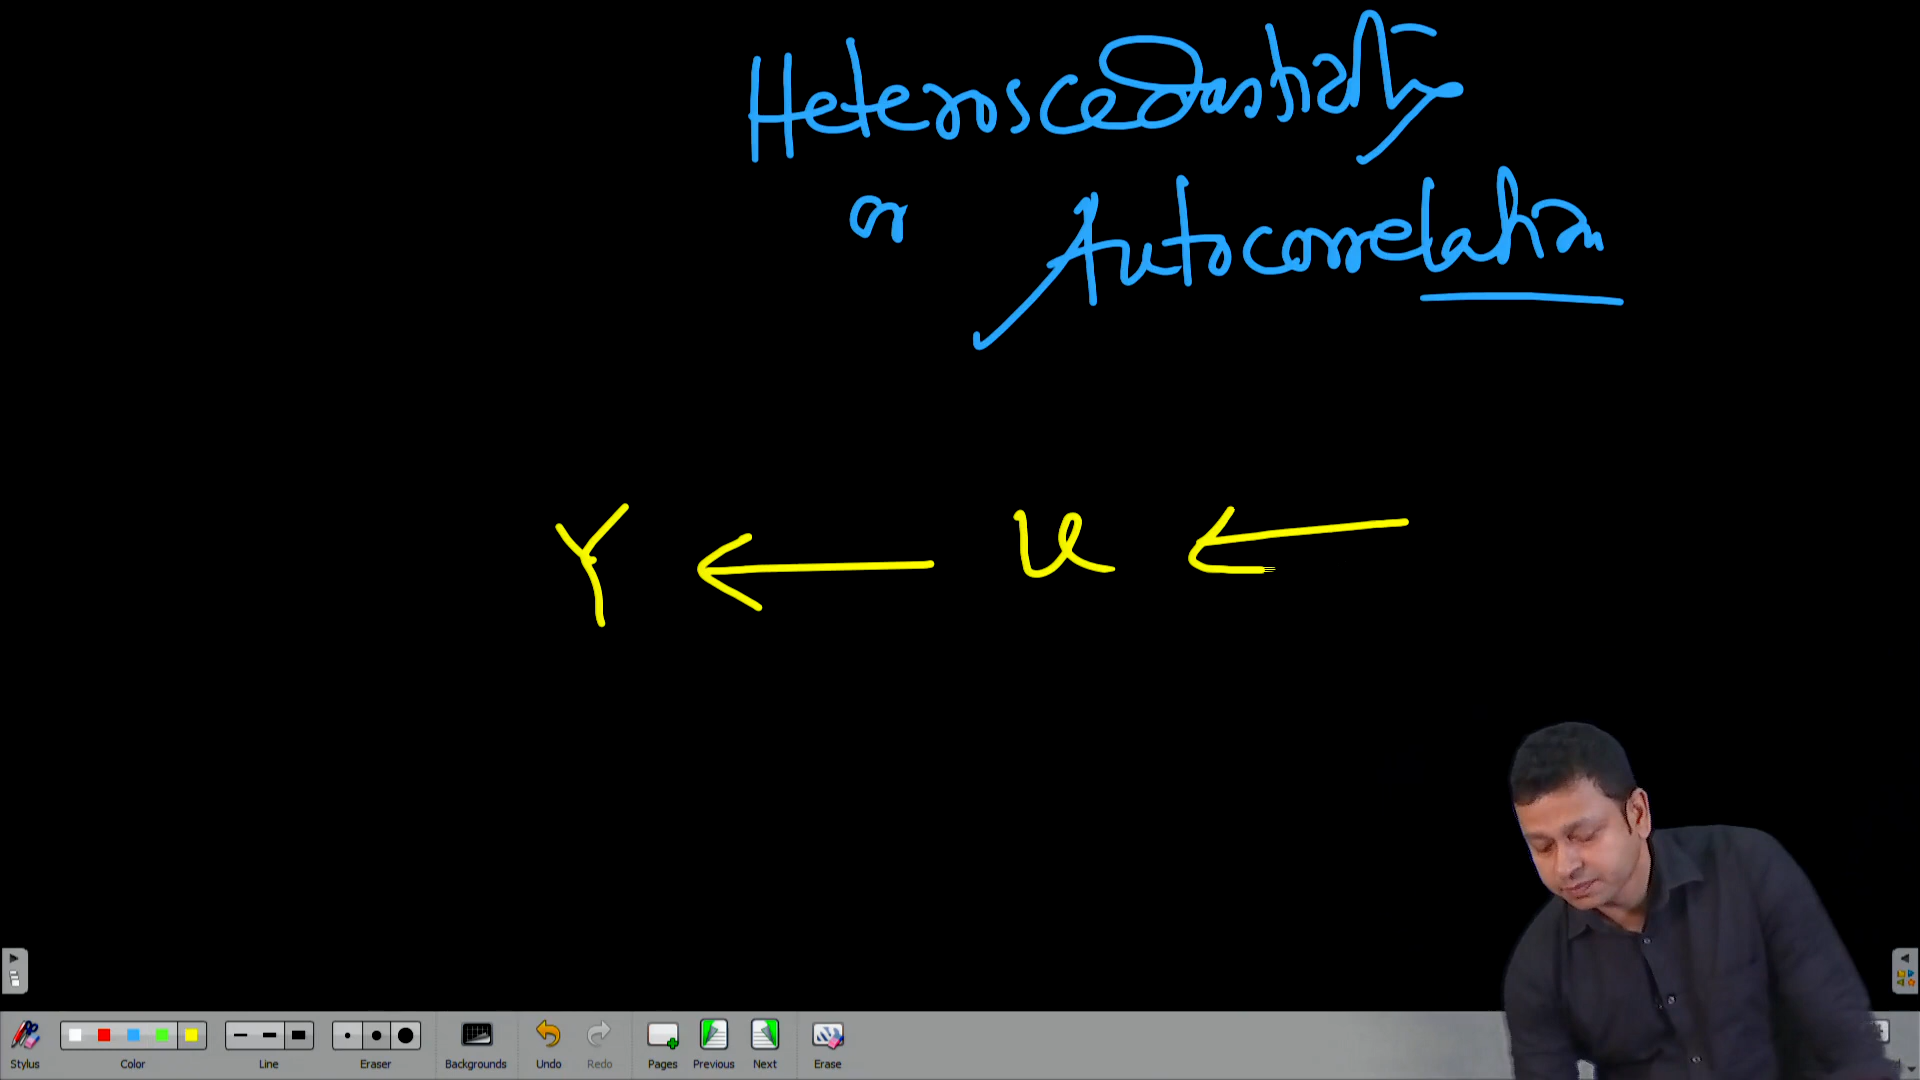 Heteroscedasticity
or Autocorrelation
Y ← u ←
Stylus Color Line Eraser Backgrounds Undo Redo Pages Previous Next Erase